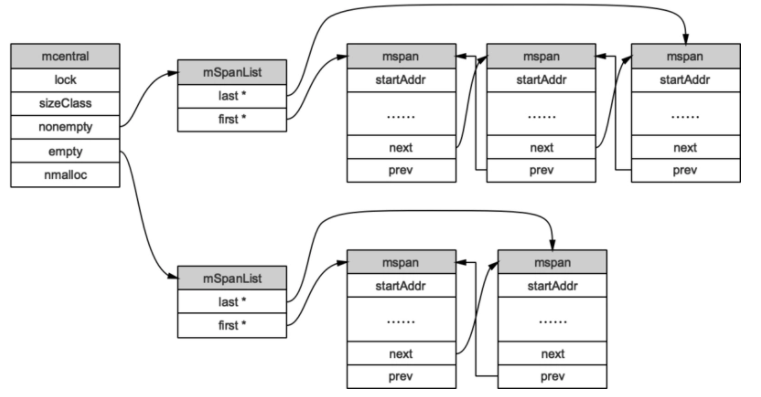 mcentral
lock
sizeClass
nonempty
empty
nmalloc
mSpanList
last *
first *
mspan
startAddr
......
next
prev
mspan
startAddr
......
next
prev
mspan
startAddr
......
next
prev
mSpanList
last *
first *
mspan
startAddr
......
next
prev
mspan
startAddr
......
next
prev